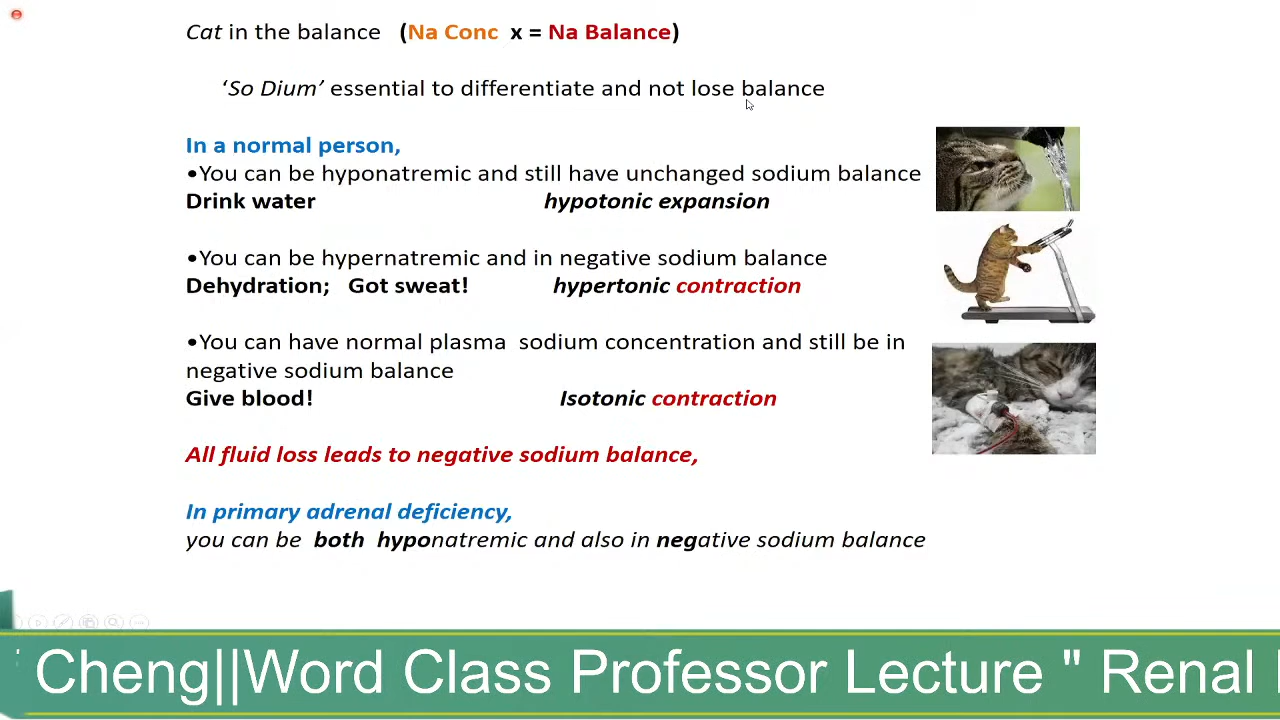 Cat in the balance (Na Conc x = Na Balance)
‘So Dium’ essential to differentiate and not lose balance
In a normal person,
•You can be hyponatremic and still have unchanged sodium balance
Drink water hypotonic expansion
•You can be hypernatremic and in negative sodium balance
Dehydration; Got sweat! hypertonic contraction
•You can have normal plasma sodium concentration and still be in
negative sodium balance
Give blood! Isotonic contraction
All fluid loss leads to negative sodium balance,
In primary adrenal deficiency,
you can be both hyponatremic and also in negative sodium balance
Cheng||Word Class Professor Lecture " Renal